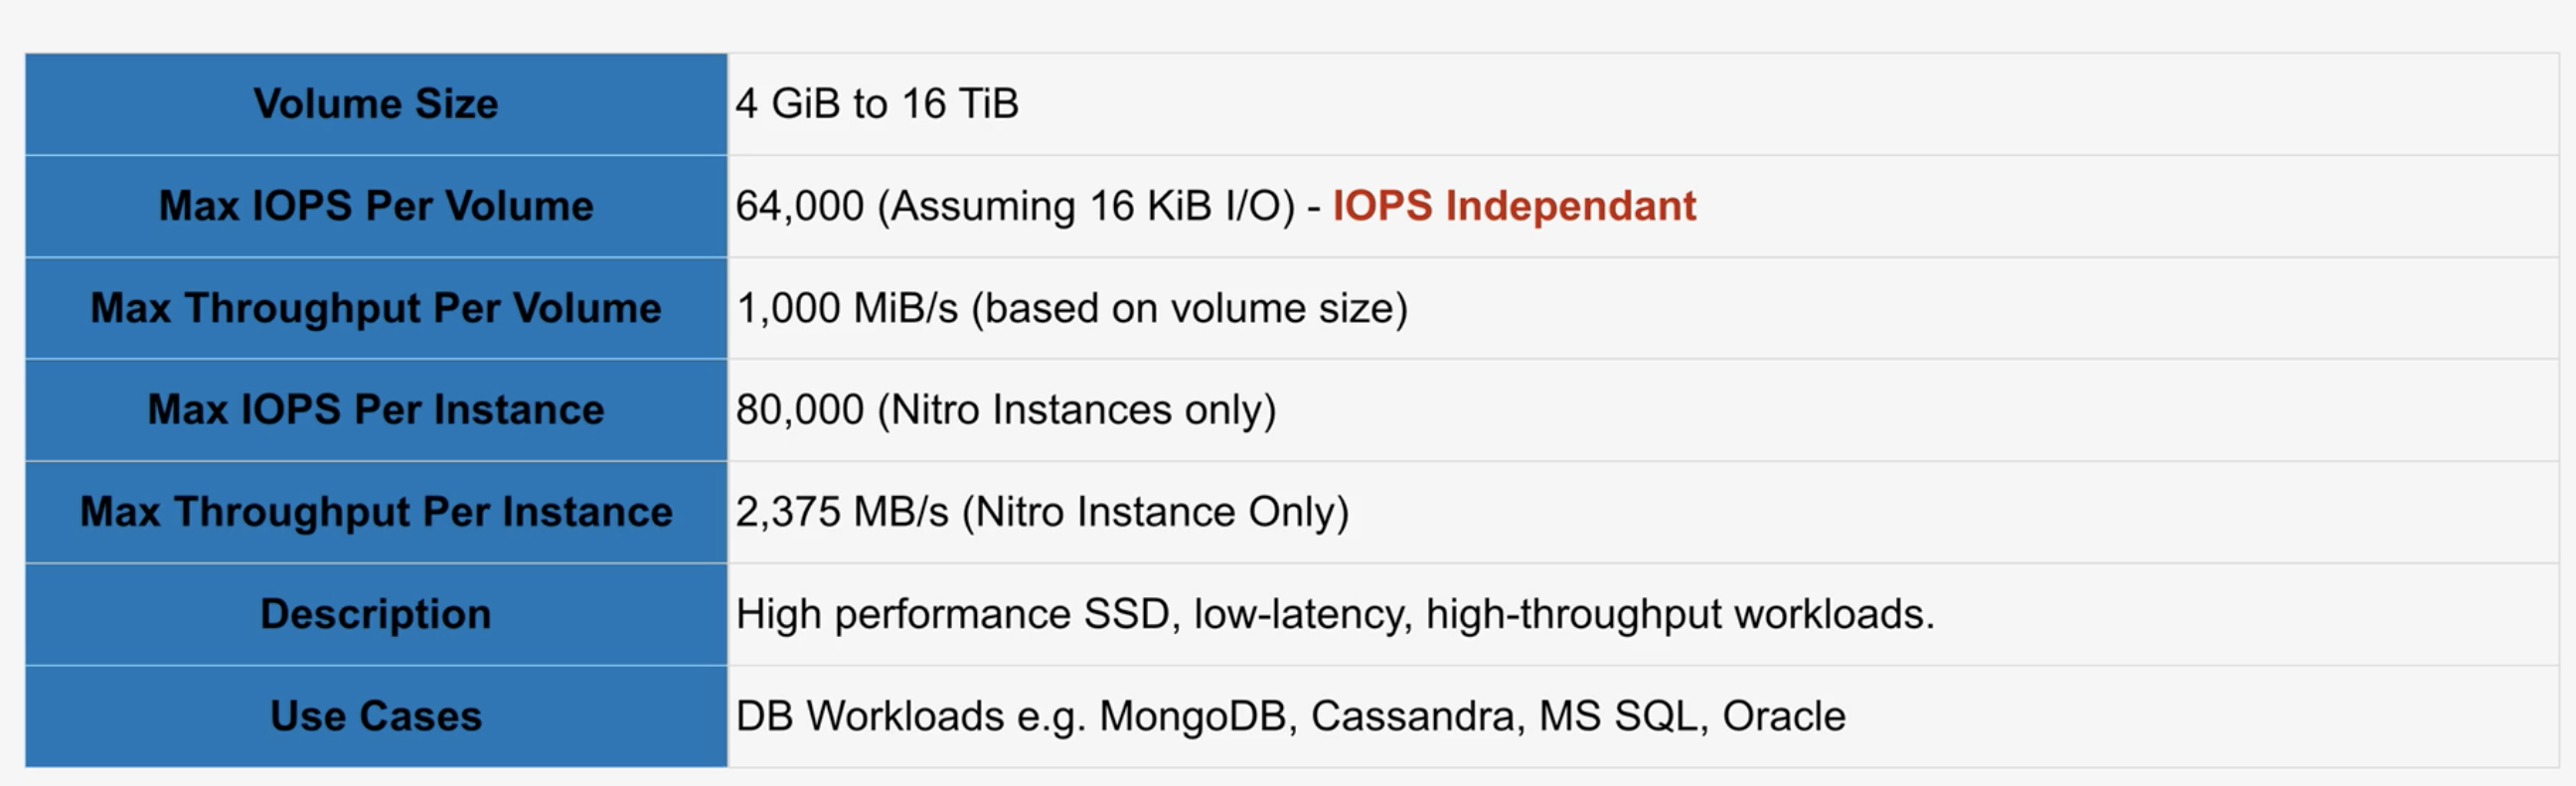 Volume Size
4 GiB to 16 TiB
Max IOPS Per Volume
64,000 (Assuming 16 KiB I/O) - IOPS Independant
Max Throughput Per Volume
1,000 MiB/s (based on volume size)
Max IOPS Per Instance
80,000 (Nitro Instances only)
Max Throughput Per Instance
2,375 MB/s (Nitro Instance Only)
Description
High performance SSD, low-latency, high-throughput workloads.
Use Cases
DB Workloads e.g. MongoDB, Cassandra, MS SQL, Oracle